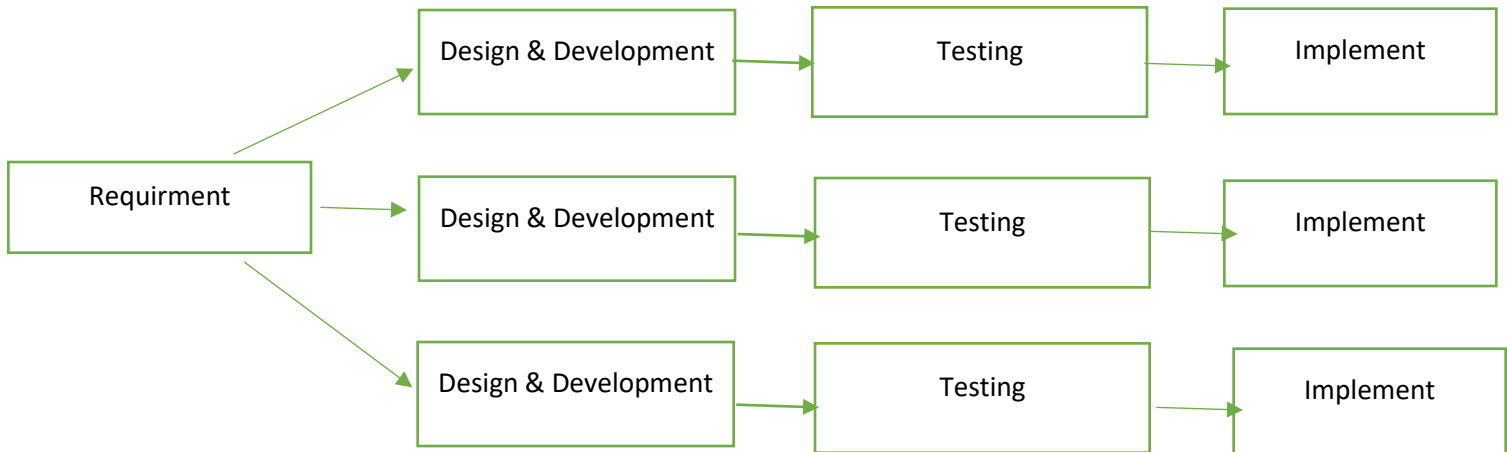 Design & Development
Testing
Implement
Requirment
Design & Development
Testing
Implement
Design & Development
Testing
Implement